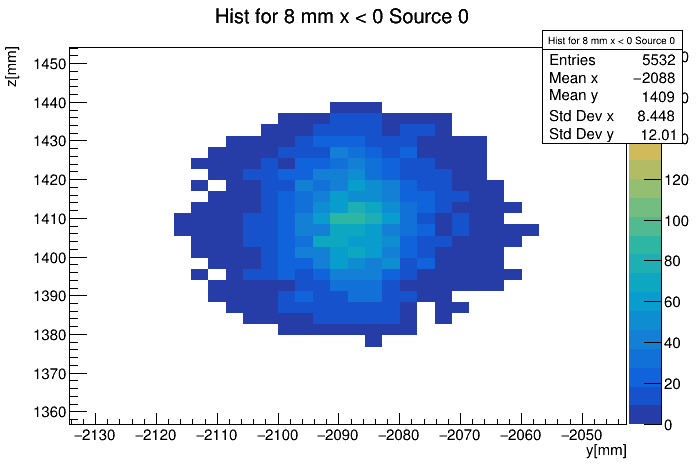 Hist for 8 mm x < 0 Source 0
z[mm]
Hist for 8 mm x < 0 Source 0
Entries 5532
Mean x −2088
Mean y 1409
Std Dev x 8.448
Std Dev y 12.01
1450
1440
1430
1420
1410
1400
1390
1380
1370
1360
120
100
80
60
40
20
0
−2130 −2120 −2110 −2100 −2090 −2080 −2070 −2060 −2050
y[mm]